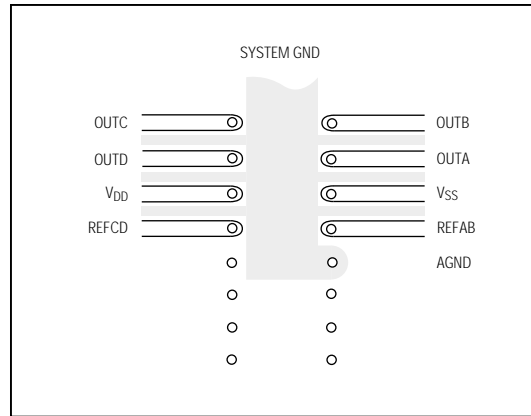 SYSTEM GND
OUTC OUTB
OUTD OUTA
VDD VSS
REFCD REFAB
AGND